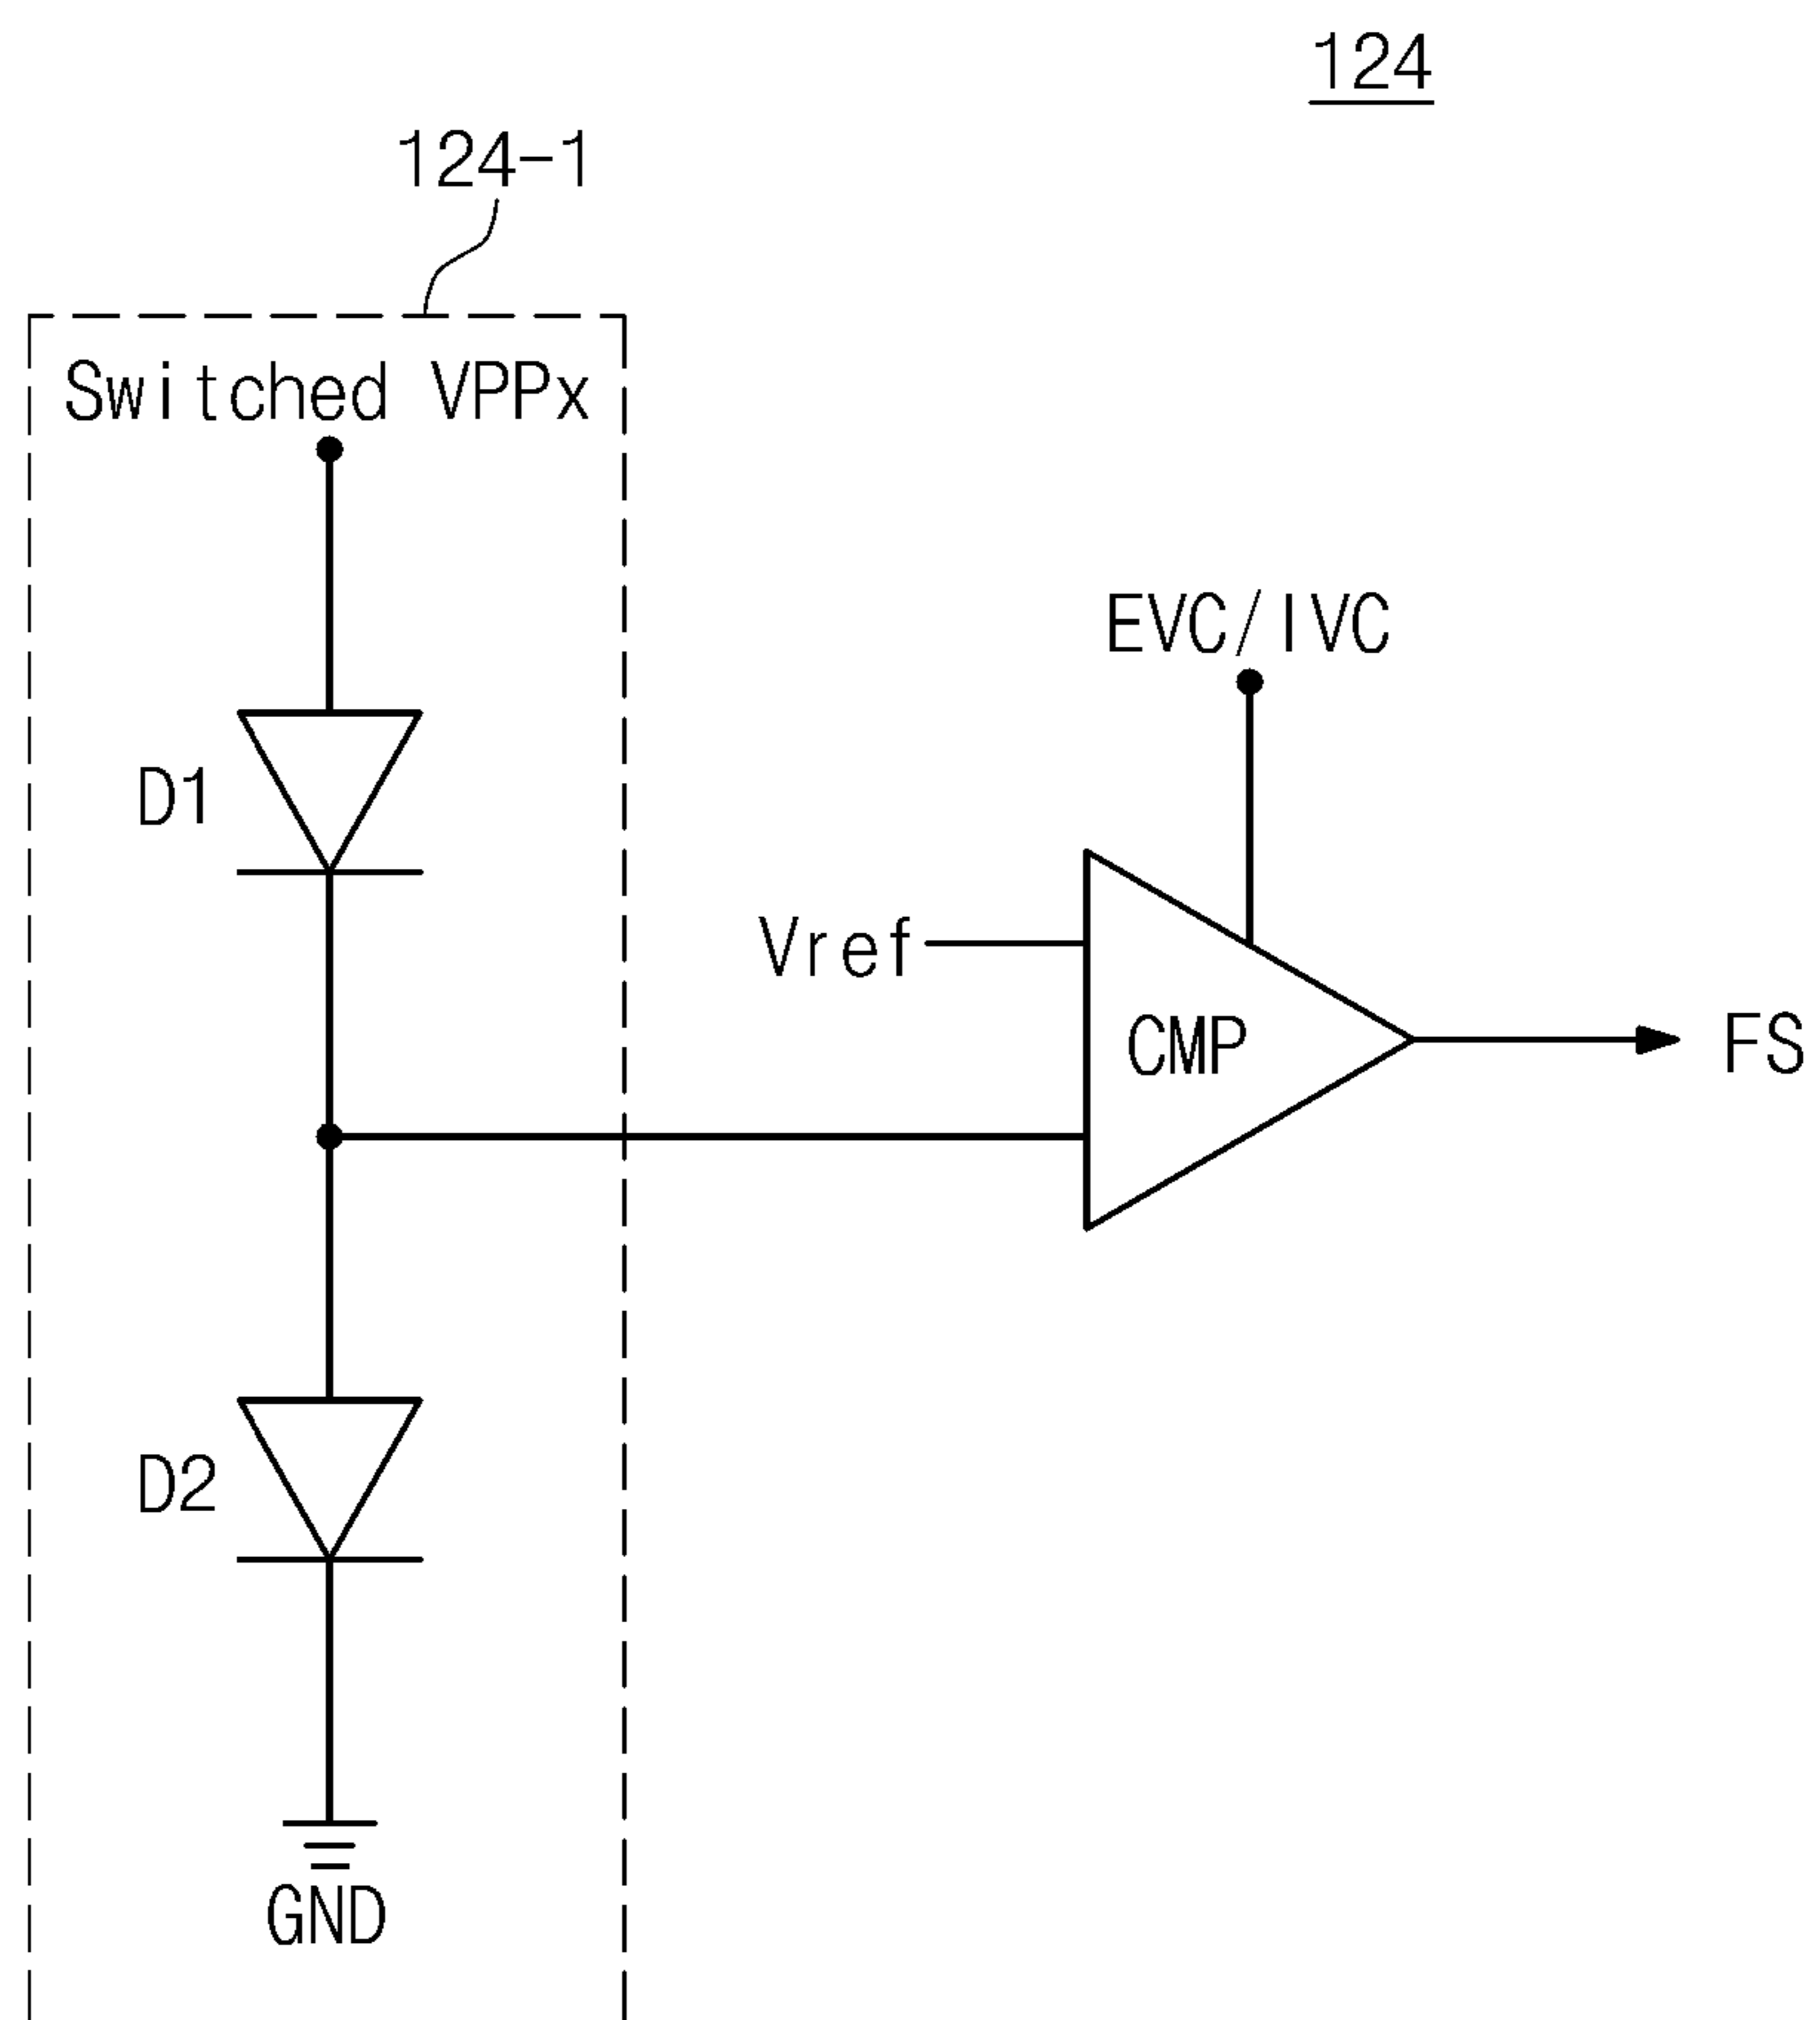 124
124-1
Switched VPPx
EVC/IVC
D1
Vref
CMP
FS
D2
GND